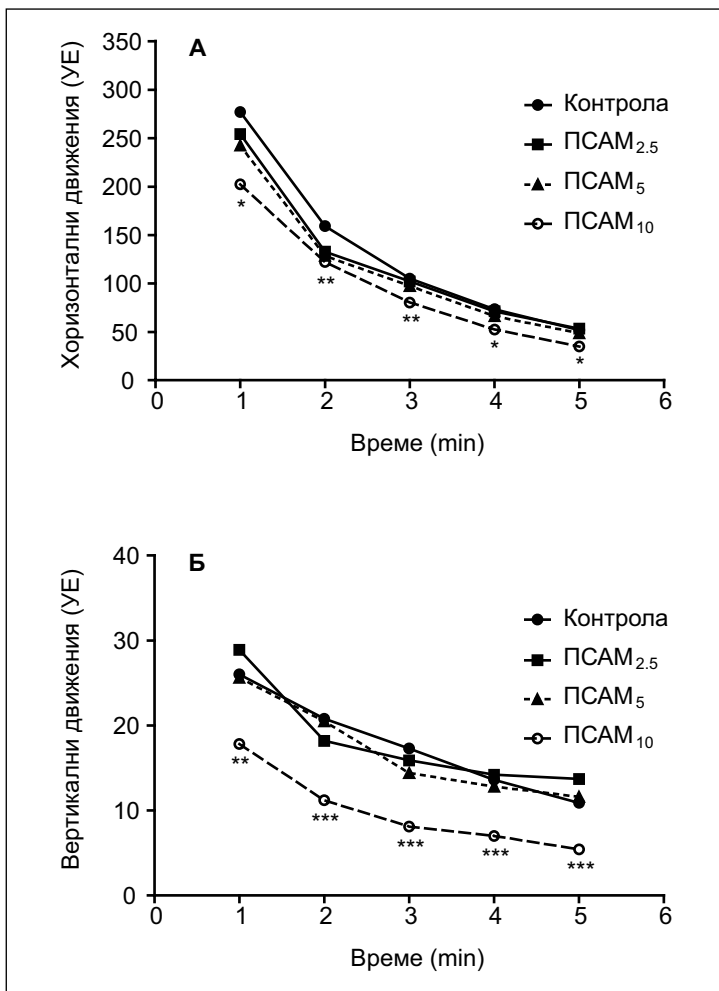 А
Хоризонтални движения (УЕ)
350
300
250
200
150
100
50
0
Контрола
ПСАМ2.5
ПСАМ5
ПСАМ10
*
**
**
*
*
0 1 2 3 4 5 6
Време (min)
Б
Вертикални движения (УЕ)
40
30
20
10
0
Контрола
ПСАМ2.5
ПСАМ5
ПСАМ10
**
***
***
***
***
0 1 2 3 4 5 6
Време (min)